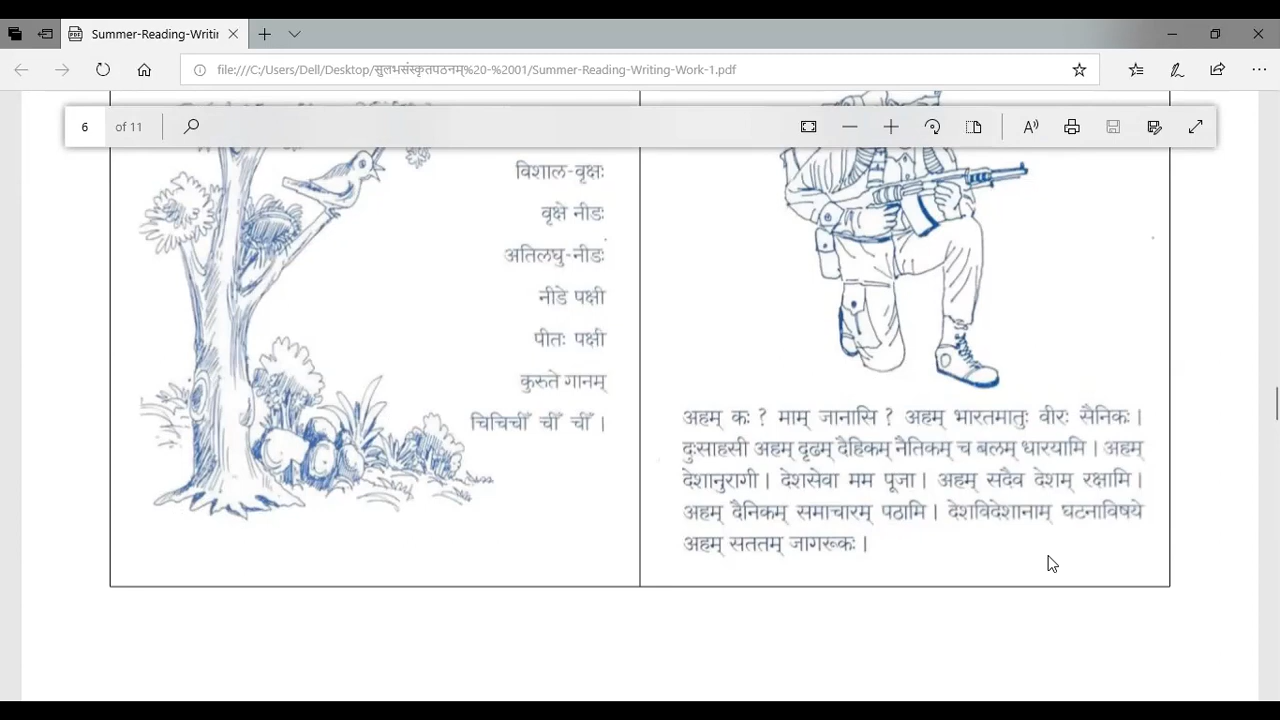 Summer-Reading-Writi
file:///C:/Users/Dell/Desktop/सुलभसंस्कृतपठनम्%20-%2001/Summer-Reading-Writing-Work-1.pdf
6 of 11
विशाल-वृक्षः
वृक्षे नीडः
अतिलघु-नीडः
नीडे पक्षी
पीतः पक्षी
कुरुते गानम्
चिचिचीँ चीँ चीँ ।
अहम् कः ? माम् जानासि ? अहम् भारतमातुः वीरः सैनिकः ।
दुःसाहसी अहम् दृढम् दैहिकम् नैतिकम् च बलम् धारयामि । अहम्
देशानुरागी । देशसेवा मम पूजा । अहम् सदैव देशम् रक्षामि ।
अहम् दैनिकम् समाचारम् पठामि । देशविदेशानाम् घटनाविषये
अहम् सततम् जागरूकः ।